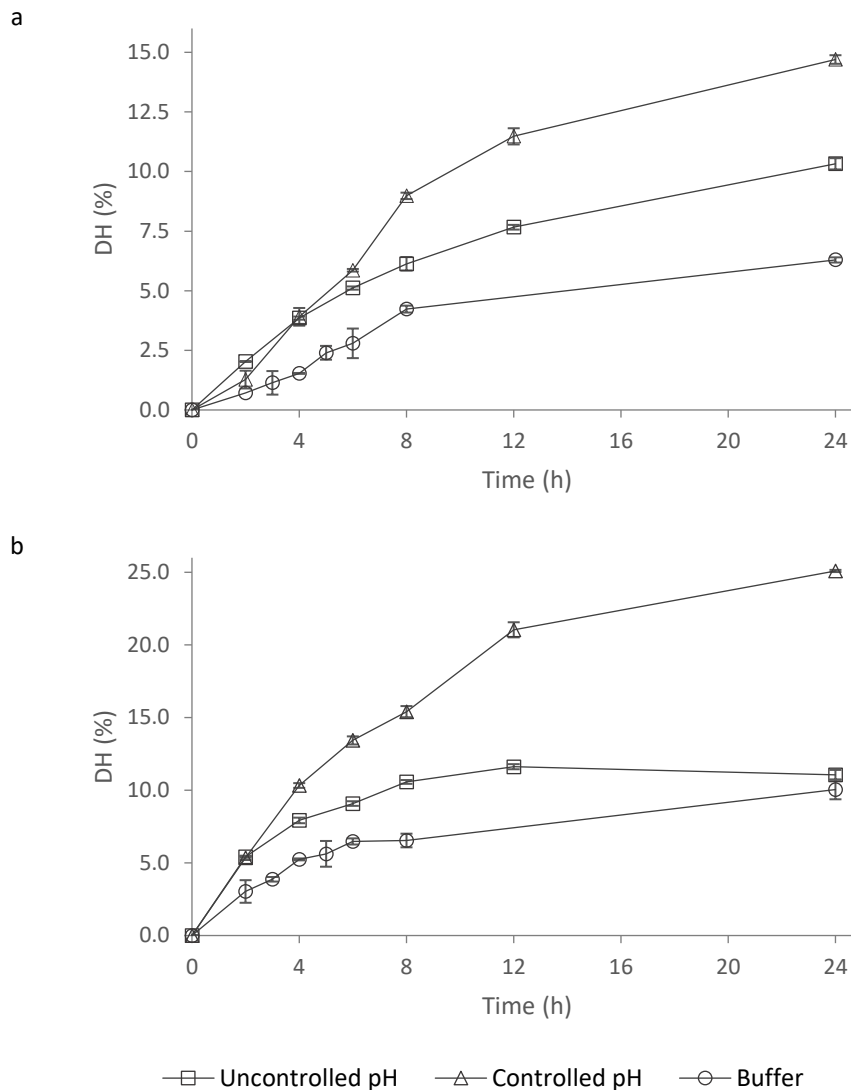 a
15.0
12.5
10.0
7.5
5.0
2.5
0.0
DH (%)
0 4 8 12 16 20 24
Time (h)
b
25.0
20.0
15.0
10.0
5.0
0.0
DH (%)
0 4 8 12 16 20 24
Time (h)
Uncontrolled pH Controlled pH Buffer